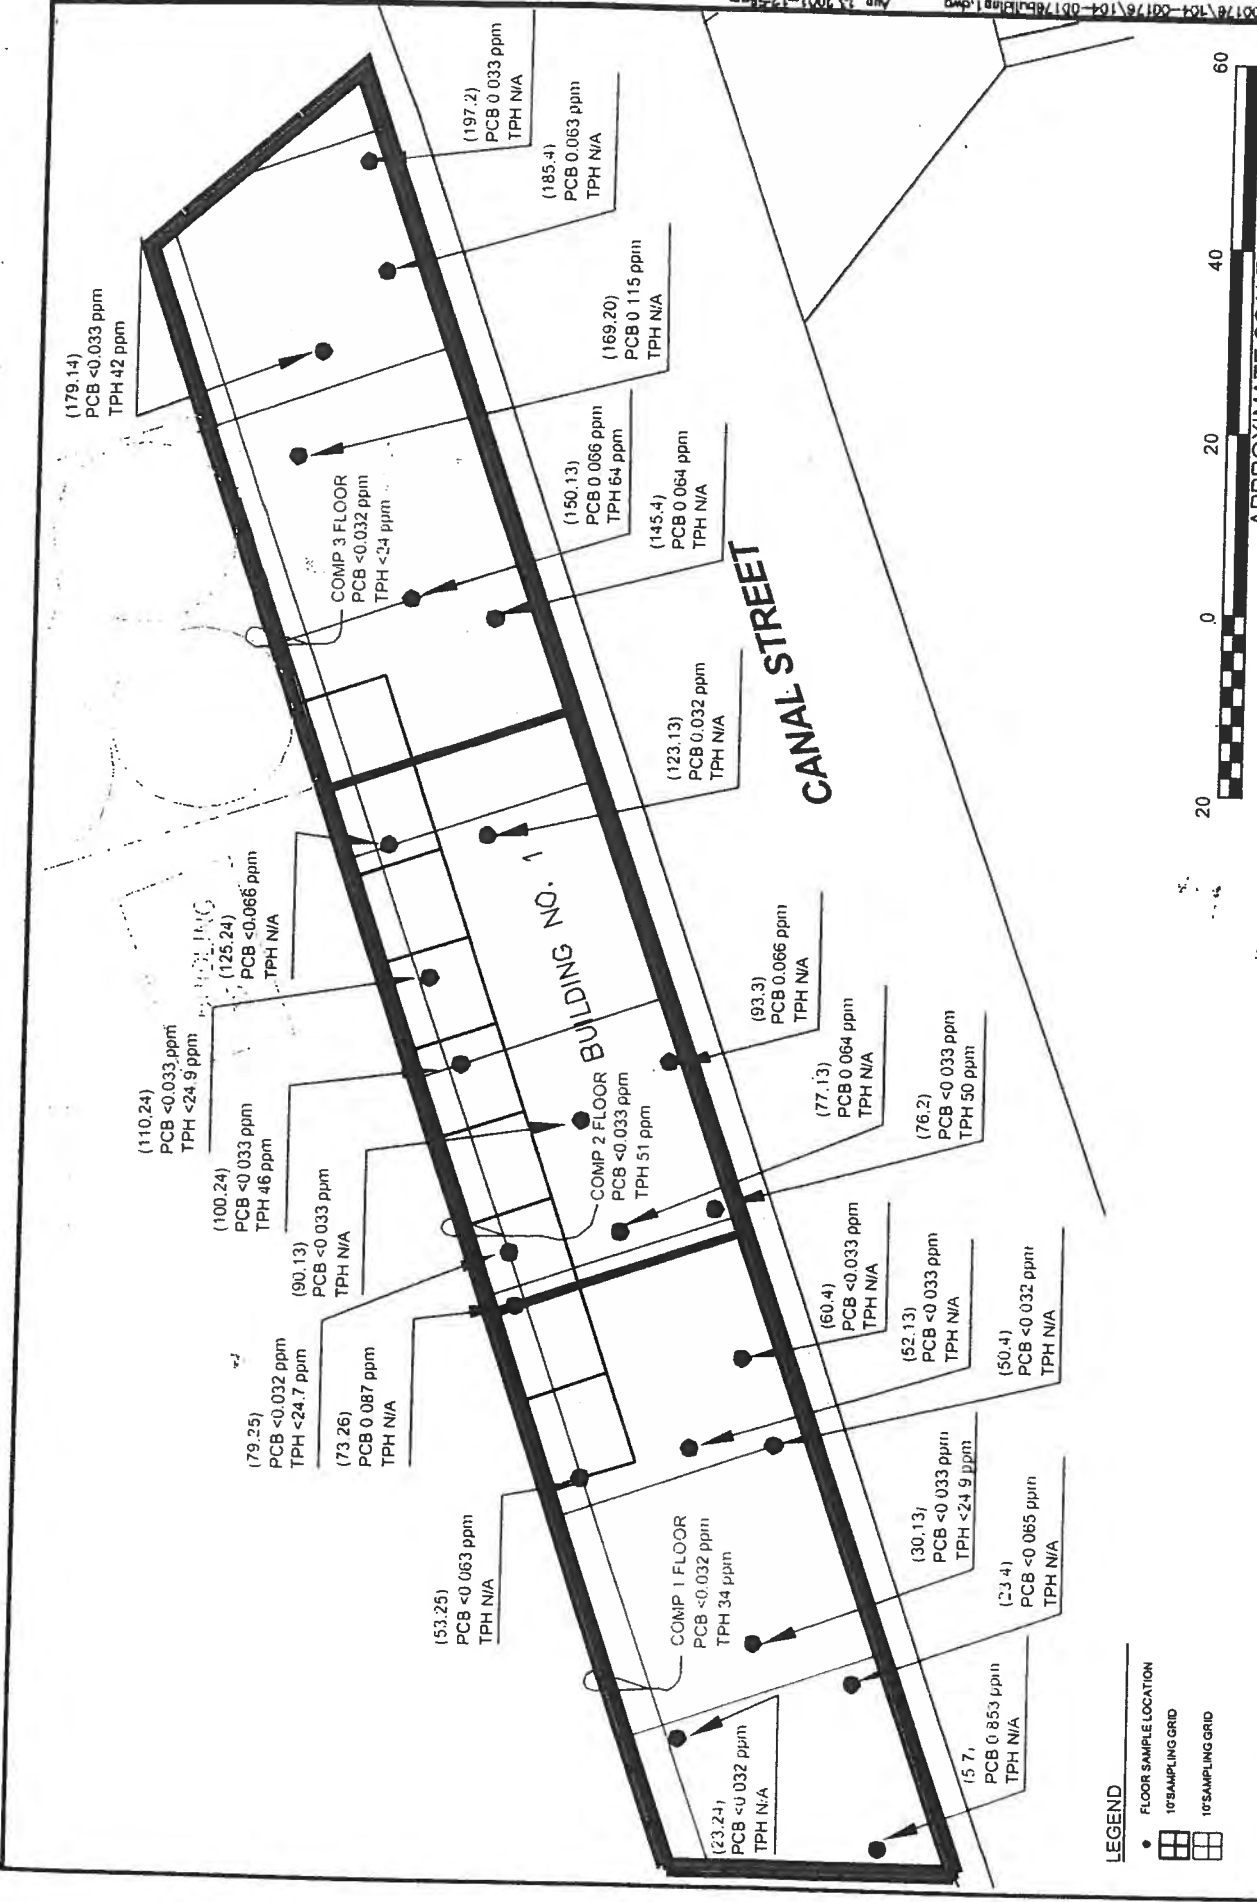 (179.14)
PCB <0.033 ppm
TPH 42 ppm
(197.2)
PCB 0 033 ppm
TPH N/A
(185.4)
PCB 0.063 ppm
TPH N/A
(169.20)
PCB 0 115 ppm
TPH N/A
COMP 3 FLOOR
PCB <0.032 ppm
TPH <24 ppm
(150.13)
PCB 0 066 ppm
TPH 64 ppm
(145.4)
PCB 0 064 ppm
TPH N/A
(123.13)
PCB 0.032 ppm
TPH N/A
CANAL STREET
(125.24)
PCB <0.066 ppm
TPH N/A
(110,24)
PCB <0.033 ppm
TPH <24.9 ppm
(100.24)
PCB <0 033 ppm
TPH 46 ppm
(90.13)
PCB <0 033 ppm
TPH N/A
BUILDING NO. 1
COMP 2 FLOOR
PCB <0.033 ppm
TPH 51 ppm
(93.3)
PCB 0.066 ppm
TPH N/A
(77.13)
PCB 0 064 ppm
TPH N/A
(76.2)
PCB <0 033 ppm
TPH 50 ppm
(79.25)
PCB <0.032 ppm
TPH <24.7 ppm
(73.26)
PCB 0 087 ppm
TPH N/A
(60.4)
PCB <0.033 ppm
TPH N/A
(52.13)
PCB <0 033 ppm
TPH N/A
(50.4)
PCB <0 032 ppm
TPH N/A
(53.25)
PCB <0 063 ppm
TPH N/A
COMP 1 FLOOR
PCB <0.032 ppm
TPH 34 ppm
(30,13)
PCB <0 033 ppm
TPH <24 9 ppm
(23 4)
PCB <0 065 ppm
TPH N/A
(5 7)
PCB 0 853 ppm
TPH N/A
(23.24)
PCB <0 032 ppm
TPH N/A
LEGEND
FLOOR SAMPLE LOCATION
10'SAMPLING GRID
10'SAMPLING GRID
20 0 20 40 60
APPROXIMATE